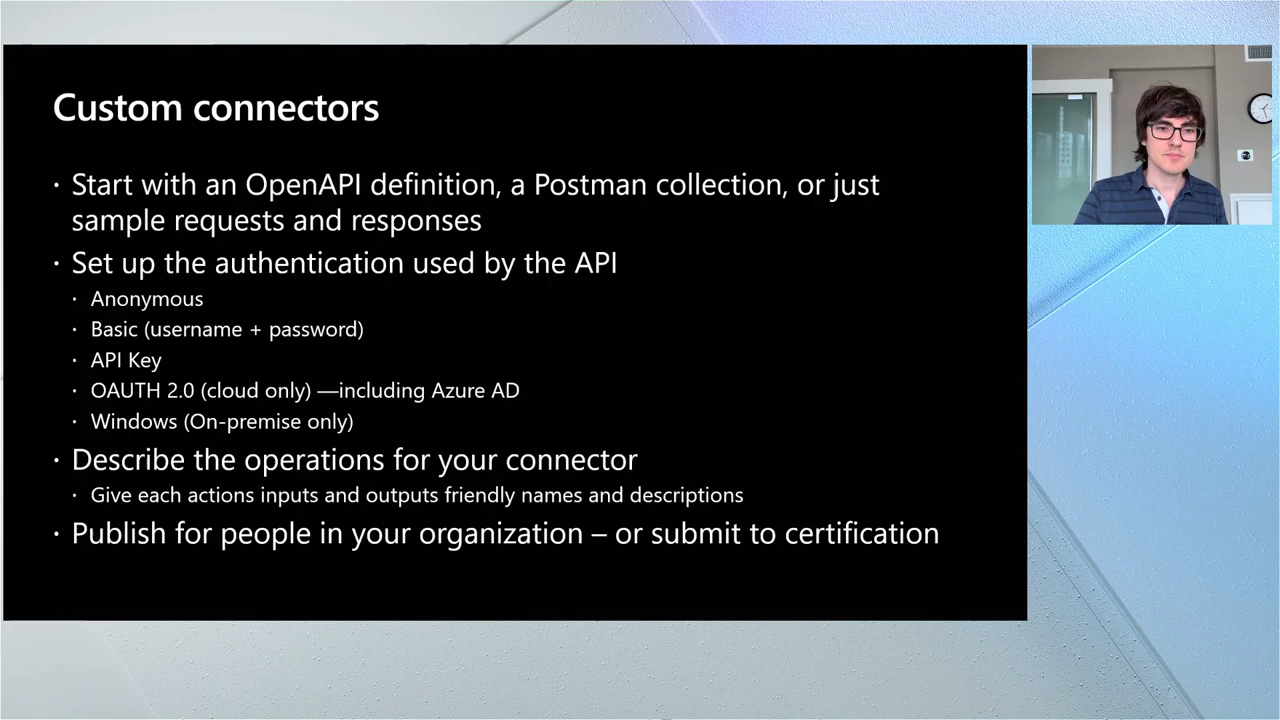 Custom connectors
· Start with an OpenAPI definition, a Postman collection, or just
sample requests and responses
· Set up the authentication used by the API
· Anonymous
· Basic (username + password)
· API Key
· OAUTH 2.0 (cloud only) —including Azure AD
· Windows (On-premise only)
· Describe the operations for your connector
· Give each actions inputs and outputs friendly names and descriptions
· Publish for people in your organization – or submit to certification